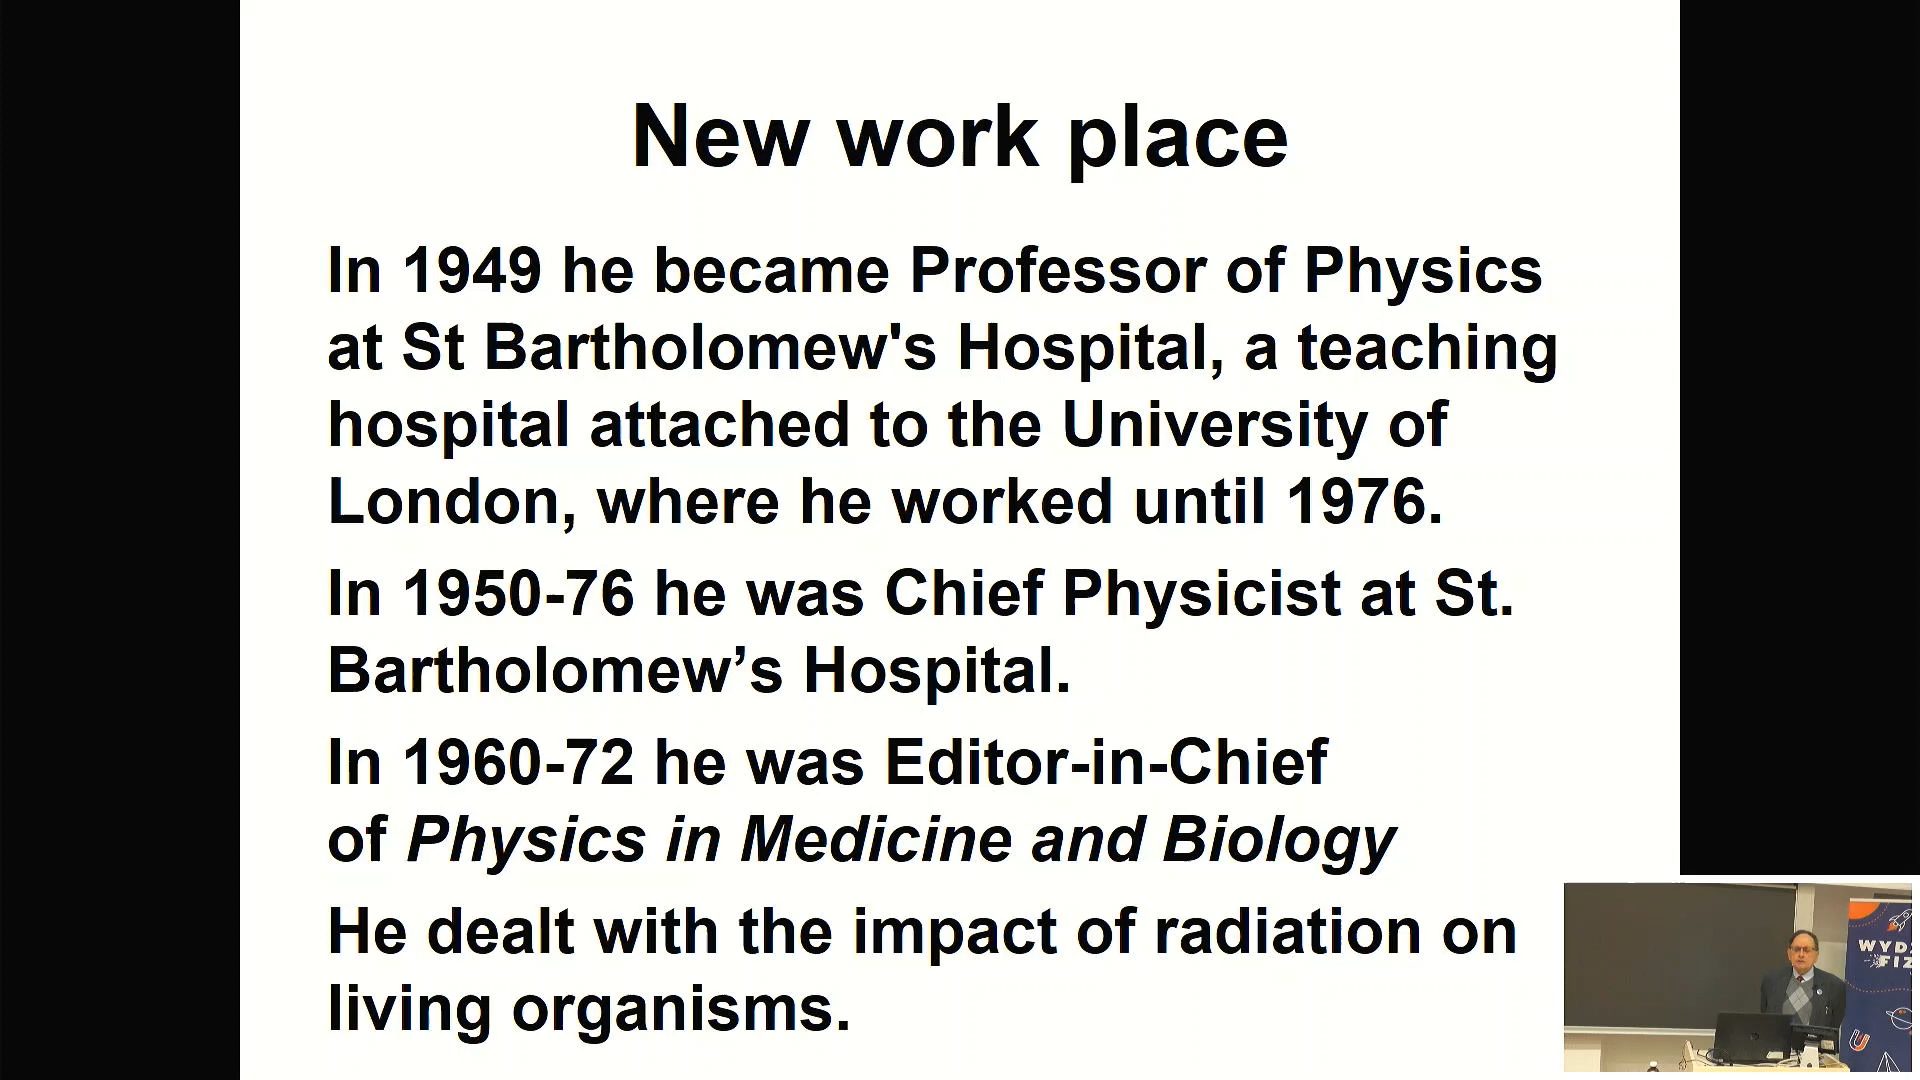 New work place
In 1949 he became Professor of Physics
at St Bartholomew's Hospital, a teaching
hospital attached to the University of
London, where he worked until 1976.
In 1950-76 he was Chief Physicist at St.
Bartholomew’s Hospital.
In 1960-72 he was Editor-in-Chief
of Physics in Medicine and Biology
He dealt with the impact of radiation on
living organisms.
WYDZ
FIZ